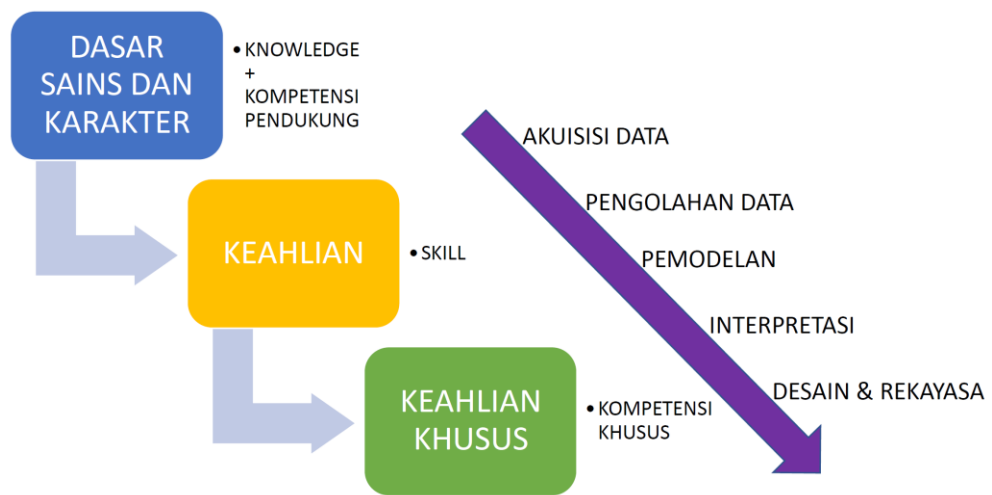 DASAR
SAINS DAN
KARAKTER
• KNOWLEDGE
+
KOMPETENSI
PENDUKUNG
KEAHLIAN
• SKILL
KEAHLIAN
KHUSUS
• KOMPETENSI
KHUSUS
AKUISISI DATA
PENGOLAHAN DATA
PEMODELAN
INTERPRETASI
DESAIN & REKAYASA